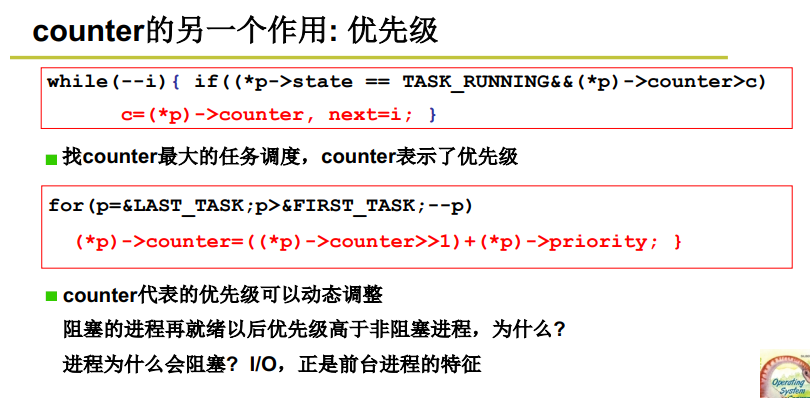 counter的另一个作用: 优先级
while(--i){ if((*p->state == TASK_RUNNING&&(*p)->counter>c)
c=(*p)->counter, next=i; }
找counter最大的任务调度，counter表示了优先级
for(p=&LAST_TASK;p>&FIRST_TASK;--p)
(*p)->counter=((*p)->counter>>1)+(*p)->priority; }
counter代表的优先级可以动态调整
阻塞的进程再就绪以后优先级高于非阻塞进程，为什么?
进程为什么会阻塞? I/O，正是前台进程的特征
Operating
System